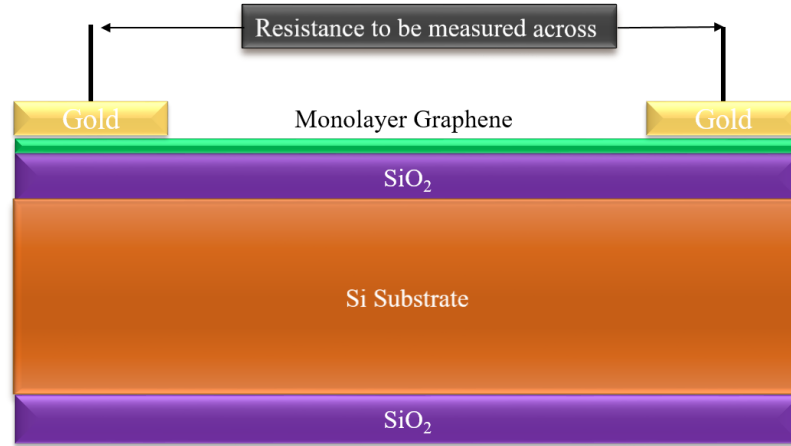 Resistance to be measured across
Gold
Monolayer Graphene
Gold
SiO₂
Si Substrate
SiO₂